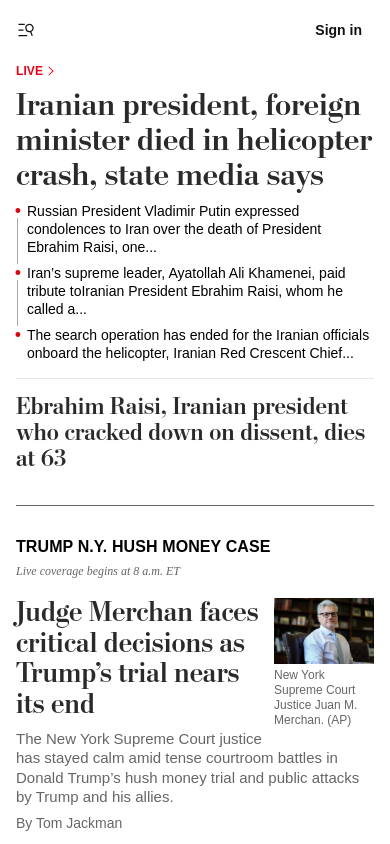 Sign in
LIVE
Iranian president, foreign
minister died in helicopter
crash, state media says
Russian President Vladimir Putin expressed
condolences to Iran over the death of President
Ebrahim Raisi, one...
Iran’s supreme leader, Ayatollah Ali Khamenei, paid
tribute toIranian President Ebrahim Raisi, whom he
called a...
The search operation has ended for the Iranian officials
onboard the helicopter, Iranian Red Crescent Chief...
Ebrahim Raisi, Iranian president
who cracked down on dissent, dies
at 63
TRUMP N.Y. HUSH MONEY CASE
Live coverage begins at 8 a.m. ET
Judge Merchan faces
critical decisions as
Trump’s trial nears
its end
New York
Supreme Court
Justice Juan M.
Merchan. (AP)
The New York Supreme Court justice
has stayed calm amid tense courtroom battles in
Donald Trump’s hush money trial and public attacks
by Trump and his allies.
By Tom Jackman